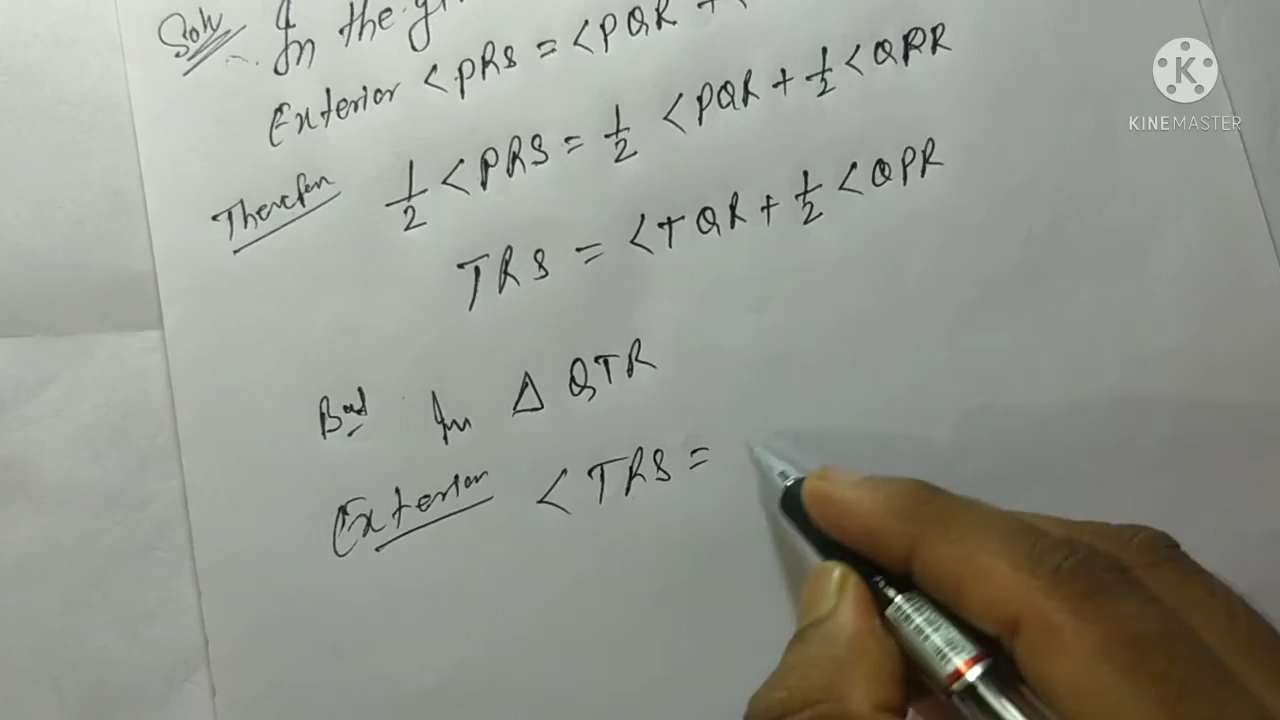 Soln In the
Exterior <PRS = <PQR +
Therefore 1/2 <PRS = 1/2 <PQR + 1/2 <QPR
TRS = <TQR + 1/2 <QPR
But In Δ QTR
Exterior <TRS =
K
KINEMASTER